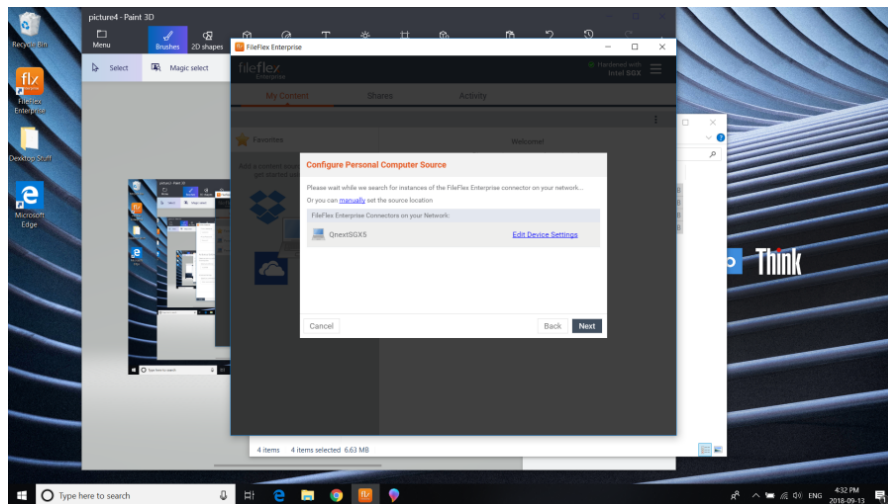 Recycle Bin
FileFlex
Enterprise
Desktop Stuff
Microsoft
Edge
picture4 - Paint 3D
Menu
Brushes
2D shapes
Select
Magic select
FileFlex Enterprise
fileflex
Enterprise
Hardened with
Intel SGX
My Content
Shares
Activity
Favorites
Welcome!
Configure Personal Computer Source
Please wait while we search for instances of the FileFlex Enterprise connector on your network...
Or you can manually set the source location
FileFlex Enterprise Connectors on your Network:
QnextSGX5
Edit Device Settings
Cancel
Back
Next
Think
4 items
4 items selected 6.63 MB
Type here to search
ENG
4:32 PM
2018-09-13